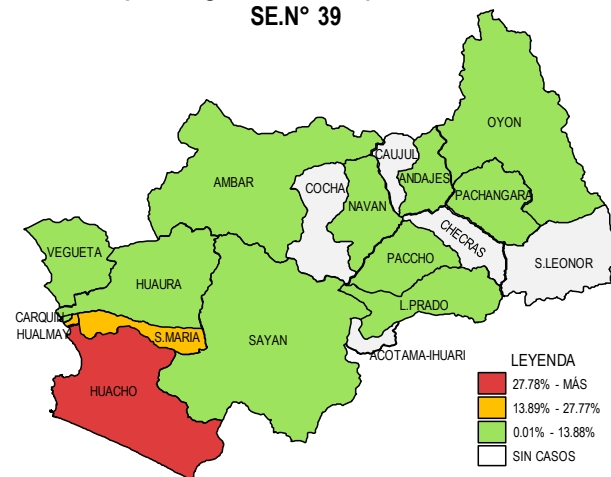 SE.N° 39
OYON
CAUJUL
ANDAJES
AMBAR
COCHA
PACHANGARA
NAVAN
CHECRAS
VEGUETA
PACCHO
S.LEONOR
HUAURA
L.PRADO
CARQUIN
HUALMAY
S.MARIA
SAYAN
ACOTAMA-IHUARI
HUACHO
LEYENDA
27.78% - MÁS
13.89% - 27.77%
0.01% - 13.88%
SIN CASOS